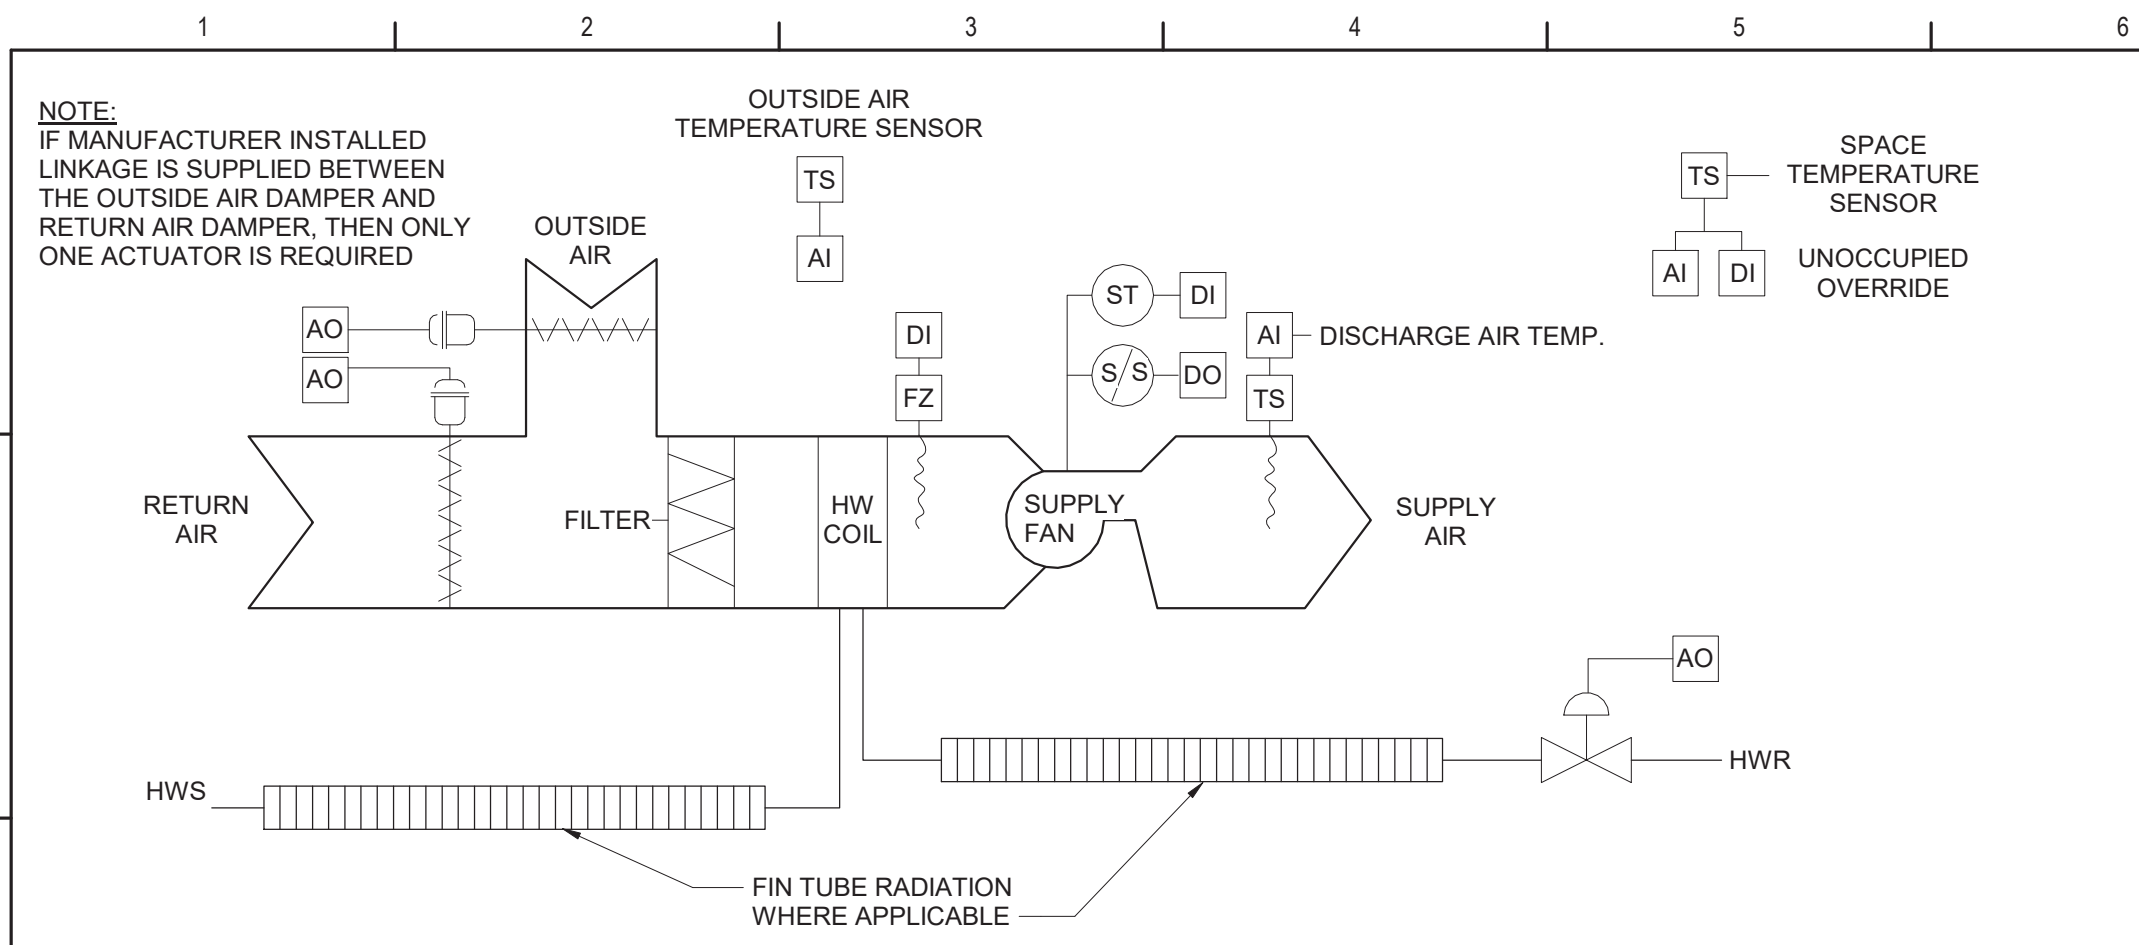 1 2 3 4 5 6
NOTE:
IF MANUFACTURER INSTALLED
LINKAGE IS SUPPLIED BETWEEN
THE OUTSIDE AIR DAMPER AND
RETURN AIR DAMPER, THEN ONLY
ONE ACTUATOR IS REQUIRED
OUTSIDE AIR
TEMPERATURE SENSOR
TS
AI
SPACE
TEMPERATURE
SENSOR
TS
AI
DI
UNOCCUPIED
OVERRIDE
OUTSIDE
AIR
AO
AO
DI
FZ
ST
DI
S/S
DO
AI
DISCHARGE AIR TEMP.
TS
RETURN
AIR
FILTER
HW
COIL
SUPPLY
FAN
SUPPLY
AIR
AO
HWR
HWS
FIN TUBE RADIATION
WHERE APPLICABLE